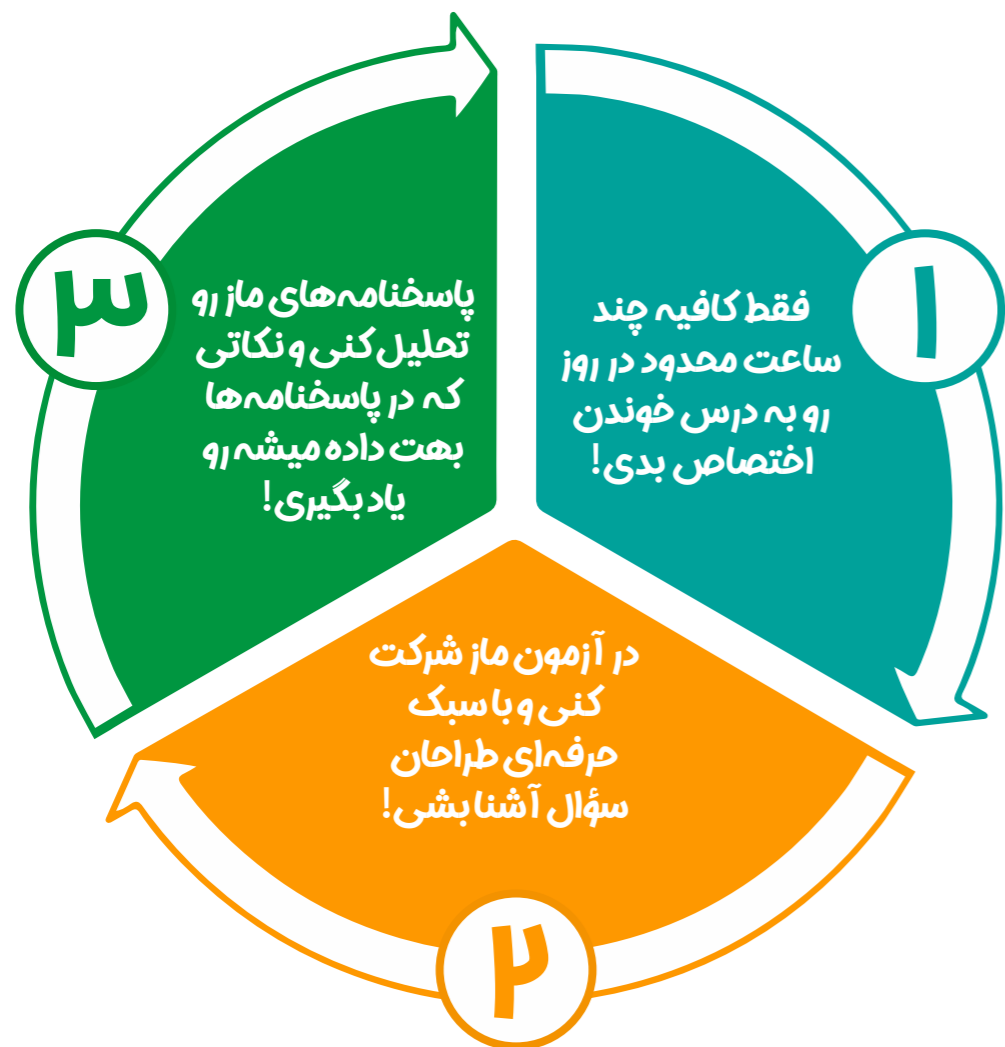 ۱
فقط کافیه چند
ساعت محدود در روز
رو به درس خوندن
اختصاص بدی!
۲
در آزمون ماز شرکت
کنی و با سبک
حرفه‌ای طراحان
سؤال آشنا بشی!
۳
پاسخنامه‌های ماز رو
تحلیل کنی و نکاتی
که در پاسخنامه‌ها
بهت داده میشه رو
یاد بگیری!